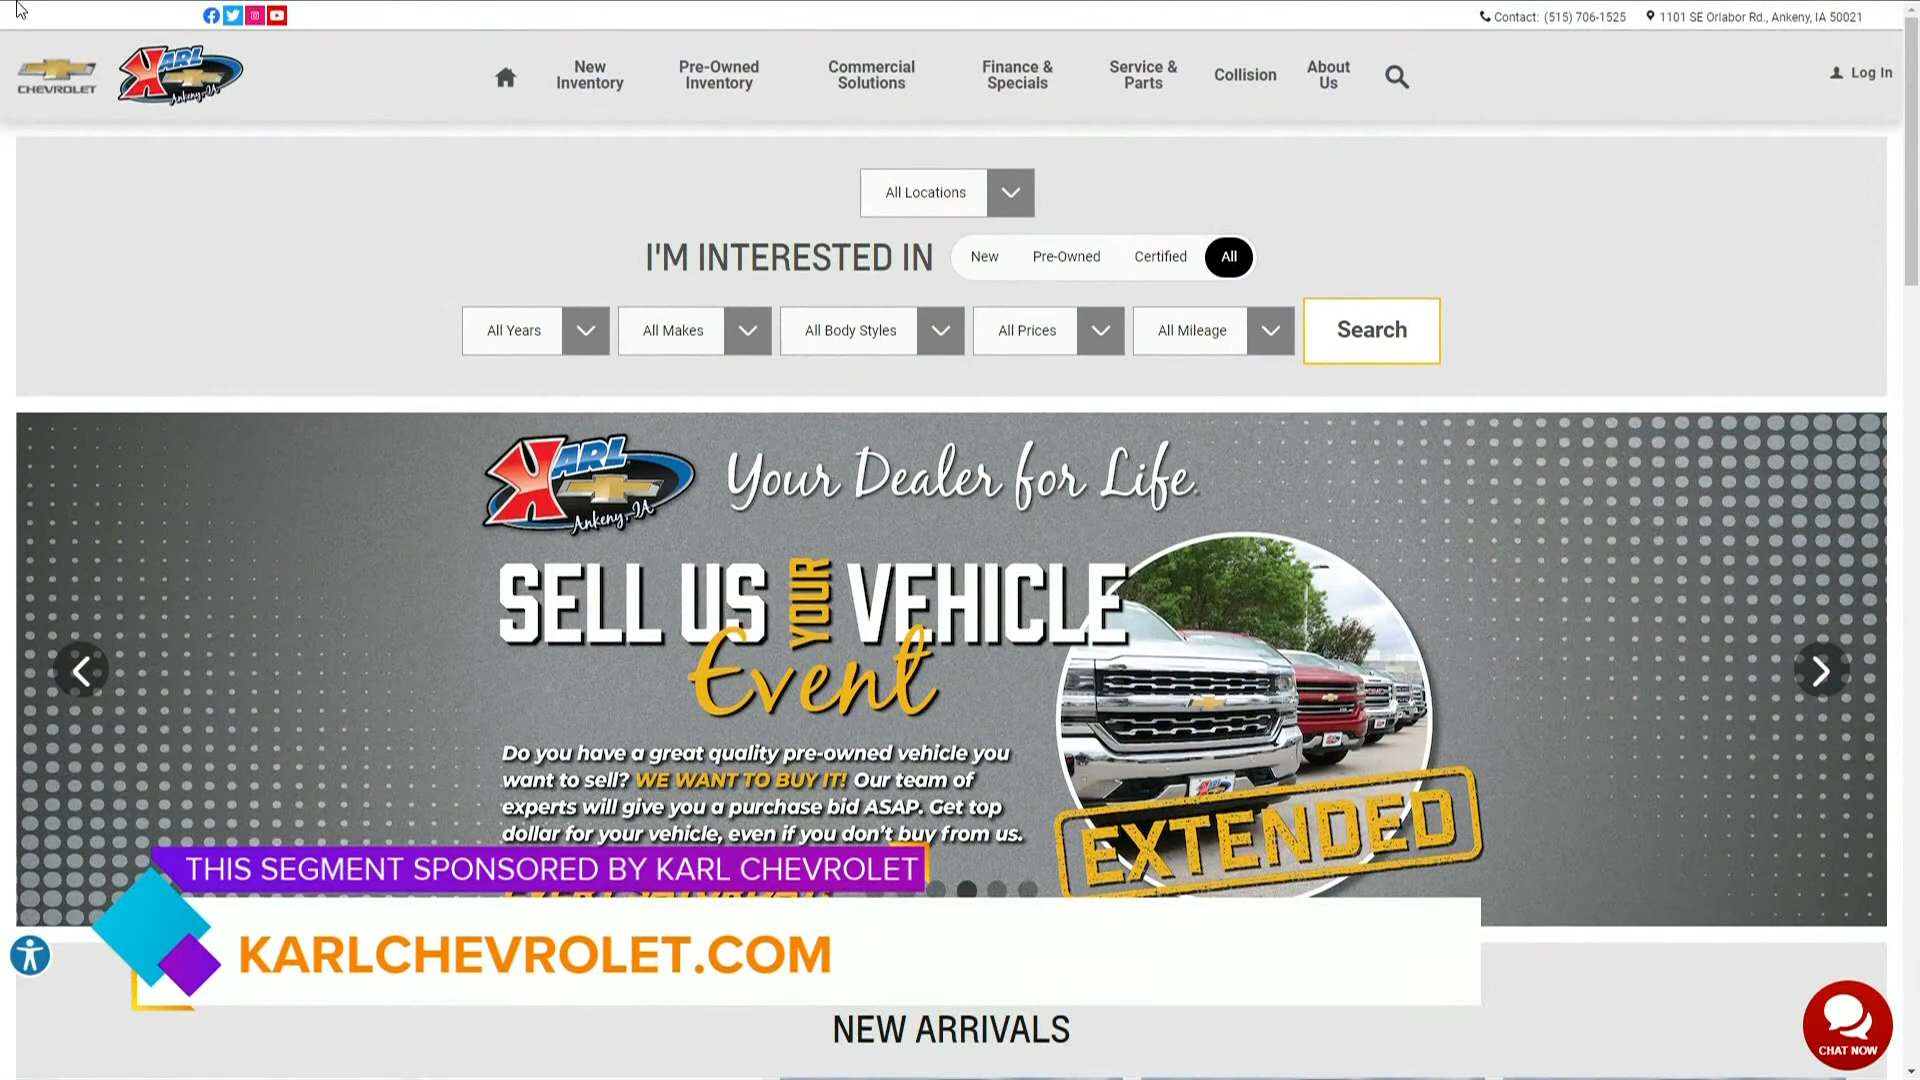 Contact: (515) 706-1525 1101 SE Orlabor Rd., Ankeny, IA 50021
CHEVROLET
KARL
Ankeny, IA
New Inventory
Pre-Owned Inventory
Commercial Solutions
Finance & Specials
Service & Parts
Collision
About Us
Log In
All Locations
I'M INTERESTED IN New Pre-Owned Certified All
All Years All Makes All Body Styles All Prices All Mileage Search
KARL
Ankeny, IA
Your Dealer for Life.
SELL US YOUR VEHICLE
Event
Do you have a great quality pre-owned vehicle you
want to sell? WE WANT TO BUY IT! Our team of
experts will give you a purchase bid ASAP. Get top
dollar for your vehicle, even if you don't buy from us.
EXTENDED
THIS SEGMENT SPONSORED BY KARL CHEVROLET
KARLCHEVROLET.COM
NEW ARRIVALS
CHAT NOW